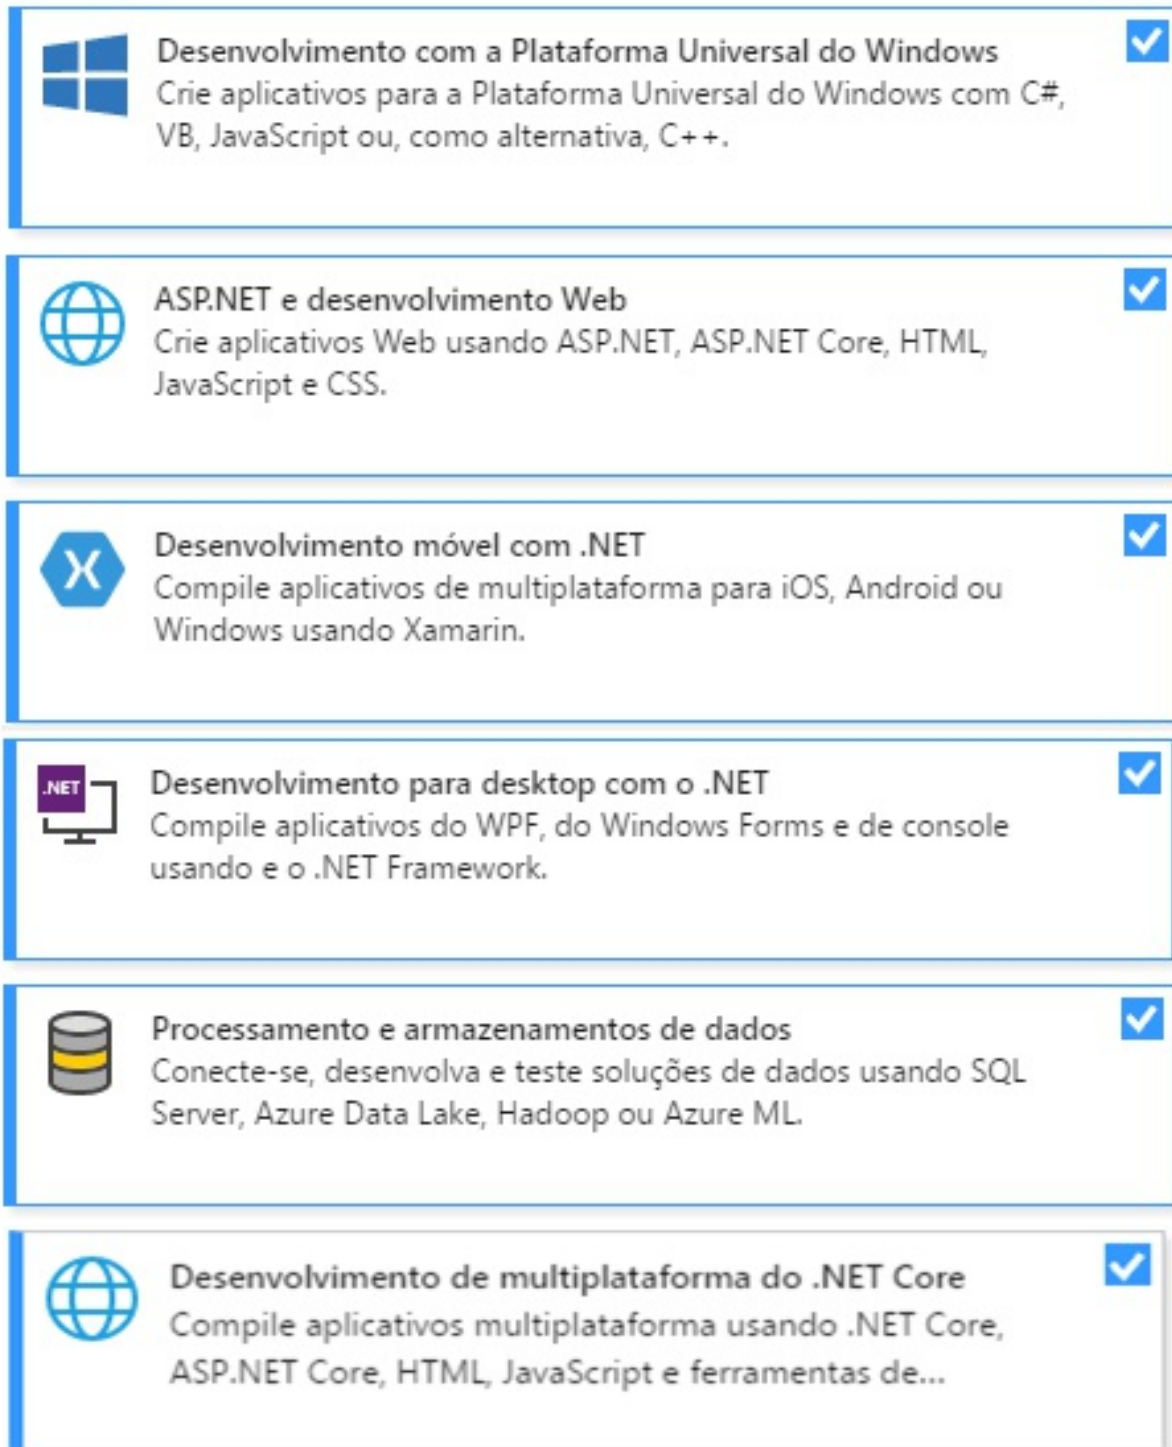 Desenvolvimento com a Plataforma Universal do Windows
Crie aplicativos para a Plataforma Universal do Windows com C#,
VB, JavaScript ou, como alternativa, C++.
ASP.NET e desenvolvimento Web
Crie aplicativos Web usando ASP.NET, ASP.NET Core, HTML,
JavaScript e CSS.
Desenvolvimento móvel com .NET
Compile aplicativos de multiplataforma para iOS, Android ou
Windows usando Xamarin.
.NET
Desenvolvimento para desktop com o .NET
Compile aplicativos do WPF, do Windows Forms e de console
usando e o .NET Framework.
Processamento e armazenamentos de dados
Conecte-se, desenvolva e teste soluções de dados usando SQL
Server, Azure Data Lake, Hadoop ou Azure ML.
Desenvolvimento de multiplataforma do .NET Core
Compile aplicativos multiplataforma usando .NET Core,
ASP.NET Core, HTML, JavaScript e ferramentas de...